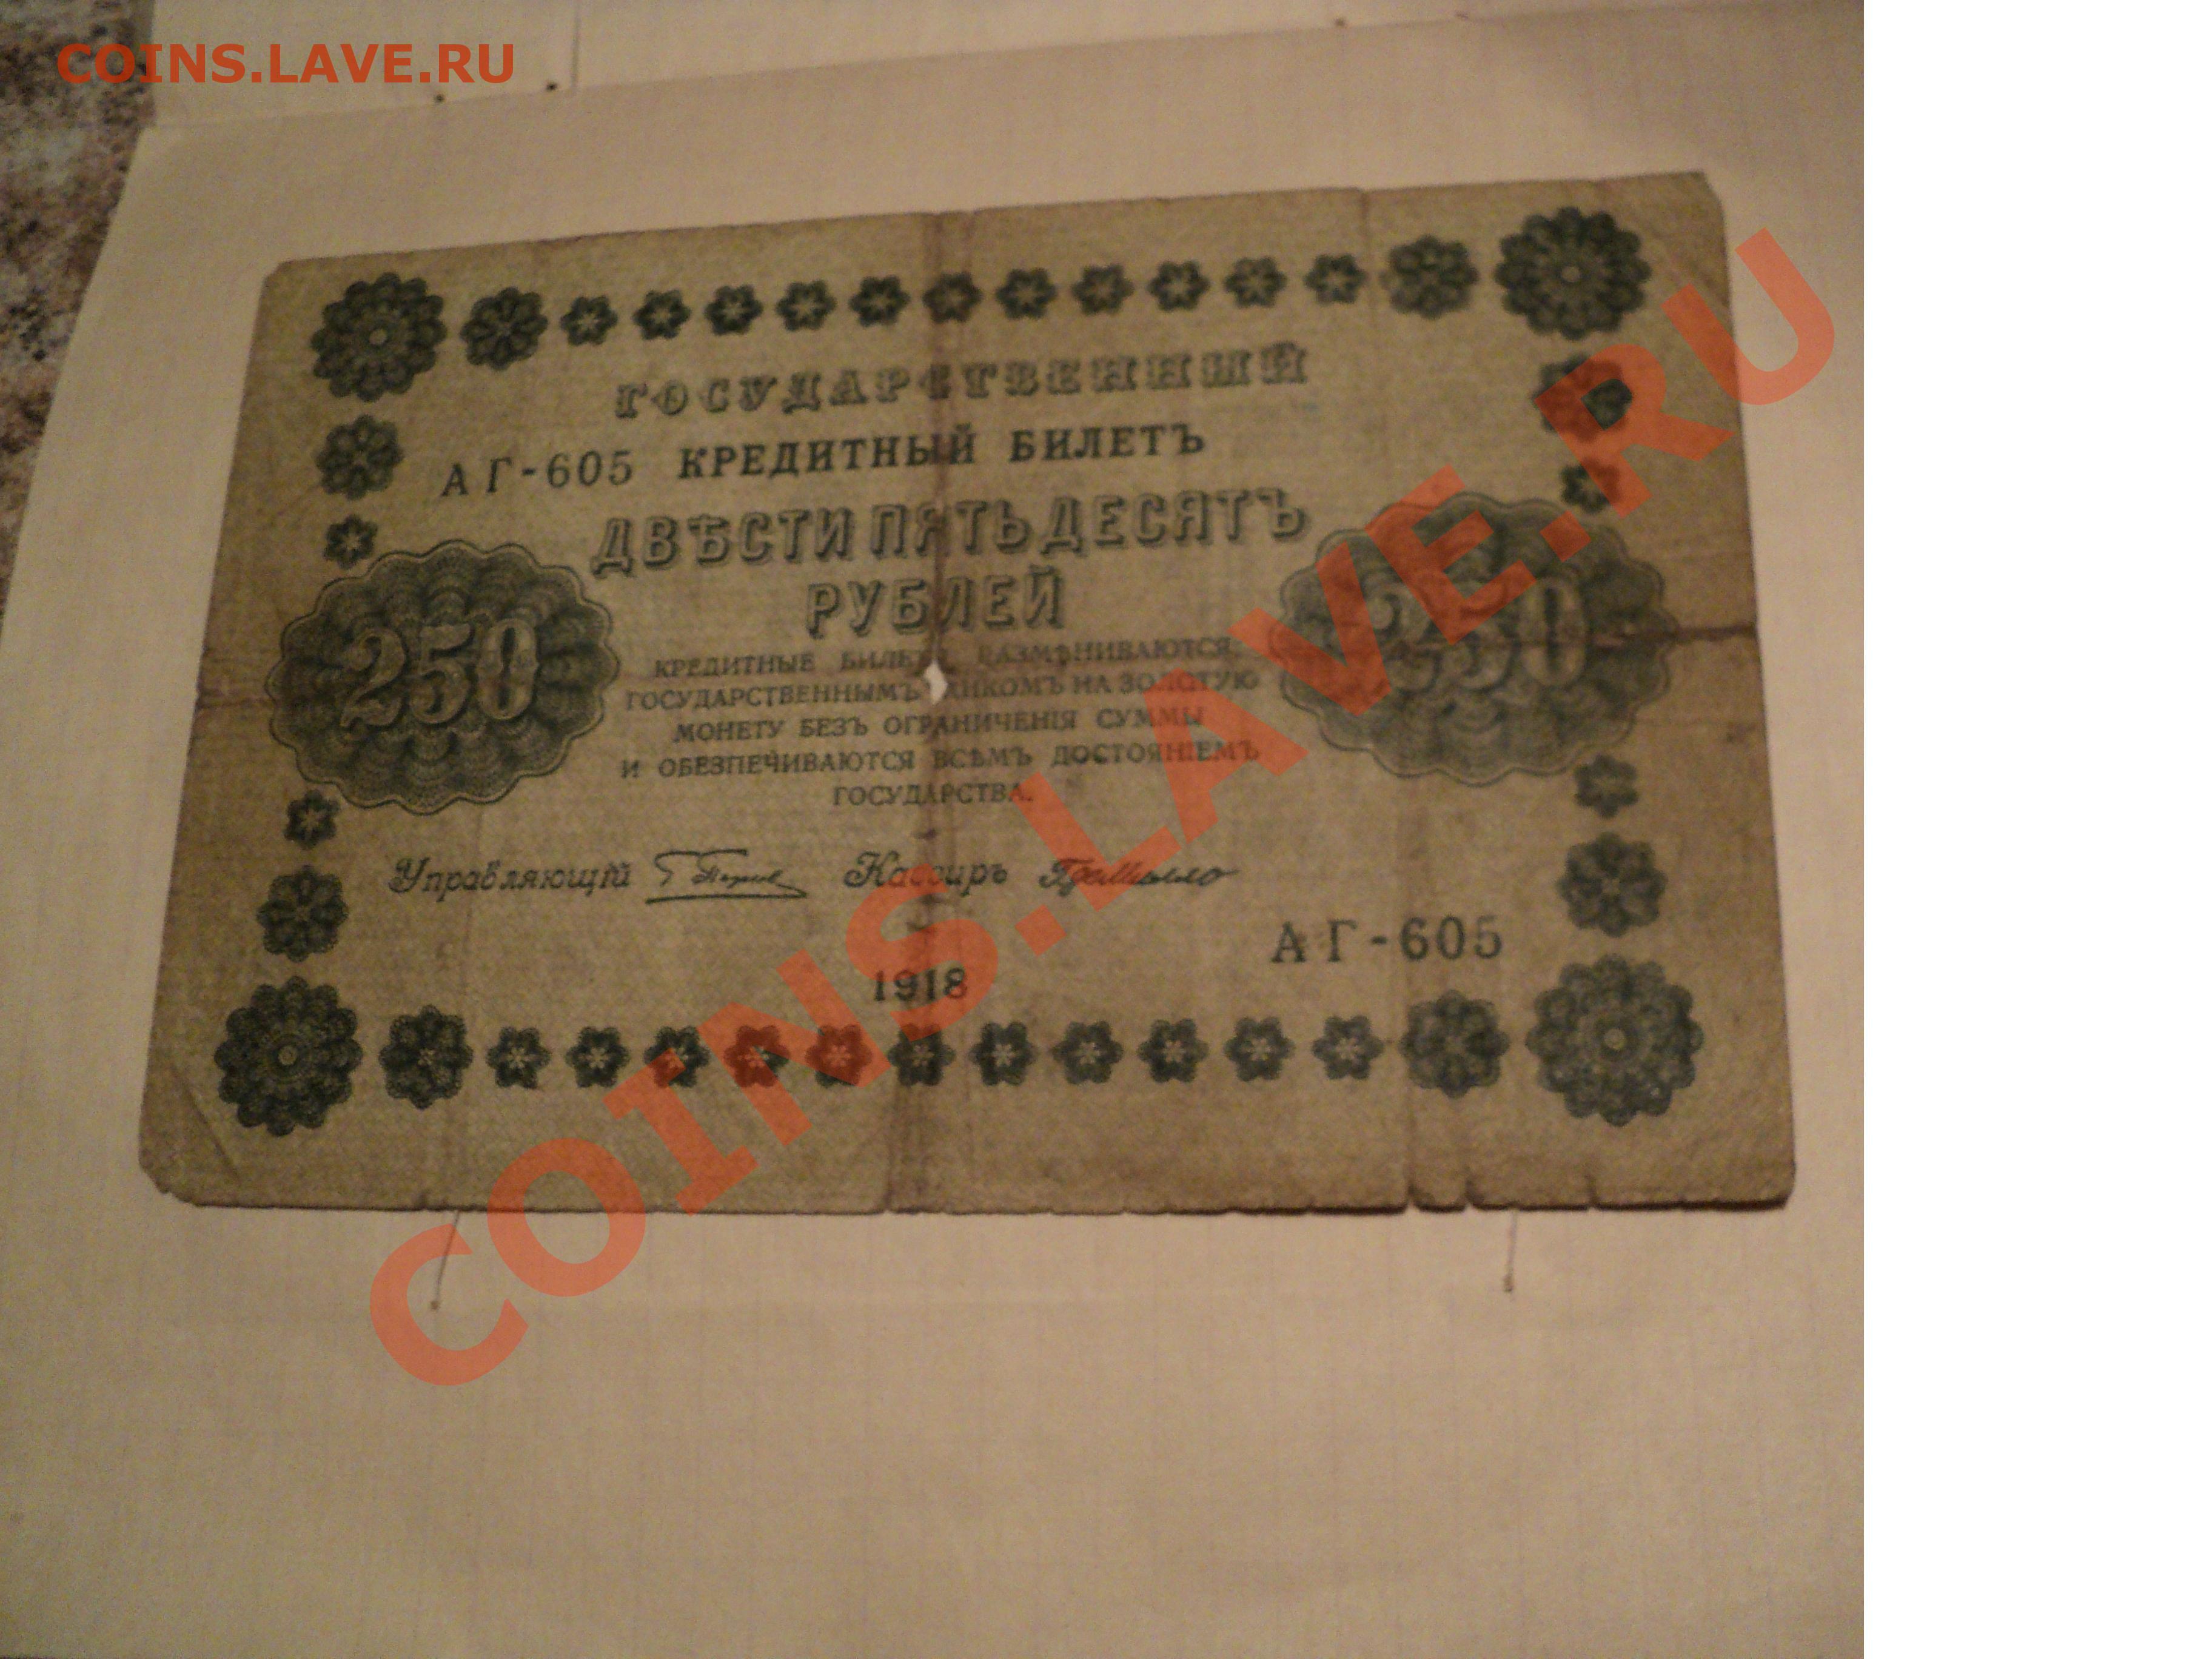 COINS.LAVE.RU
ГОСУДАРСТВЕННЫЙ
АГ-605 КРЕДИТНЫЙ БИЛЕТЪ
ДВѢСТИ ПЯТЬДЕСЯТЪ
РУБЛЕЙ
250 250
КРЕДИТНЫЕ БИЛЕТЫ РАЗМѢНИВАЮТСЯ
ГОСУДАРСТВЕННЫМЪ БАНКОМЪ НА ЗОЛОТУЮ
МОНЕТУ БЕЗЪ ОГРАНИЧЕНІЯ СУММЫ
И ОБЕЗПЕЧИВАЮТСЯ ВСѢМЪ ДОСТОЯНІЕМЪ
ГОСУДАРСТВА.
Управляющій Кассиръ
АГ-605
1918
COINS.LAVE.RU